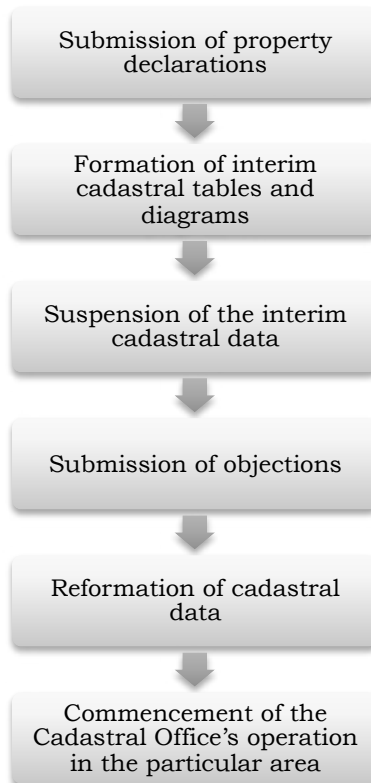 Submission of property
declarations
Formation of interim
cadastral tables and
diagrams
Suspension of the interim
cadastral data
Submission of objections
Reformation of cadastral
data
Commencement of the
Cadastral Office's operation
in the particular area